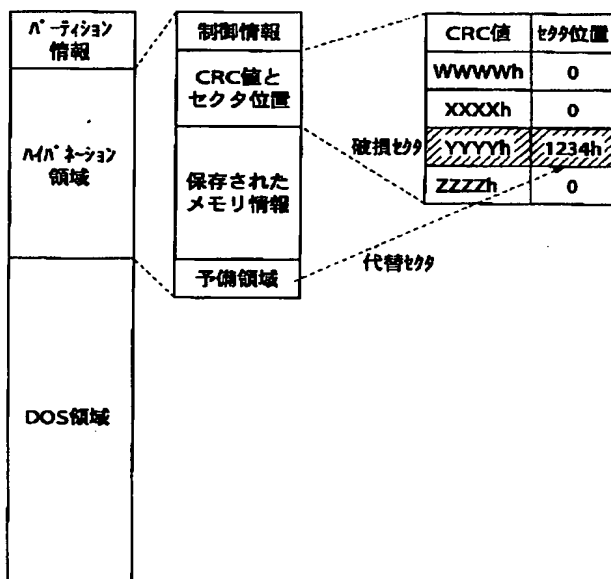 パーティション
情報
ハイバネーション
領域
DOS領域
制御情報
CRC値と
セクタ位置
保存された
メモリ情報
予備領域
CRC値 セクタ位置
WWWWh 0
XXXXh 0
破損セクタ YYYYh 1234h
ZZZZh 0
代替セクタ